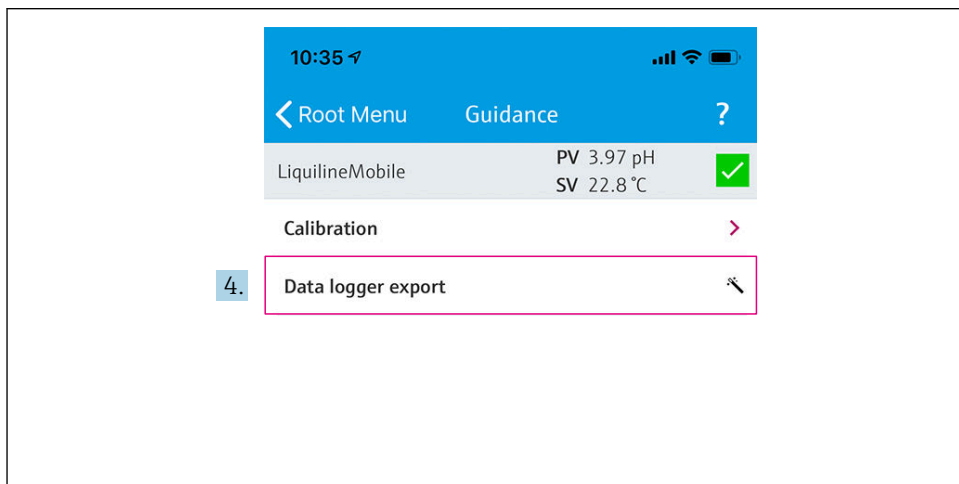 10:35
Root Menu Guidance ?
LiquilineMobile
PV 3.97 pH
SV 22.8 °C
Calibration
4. Data logger export